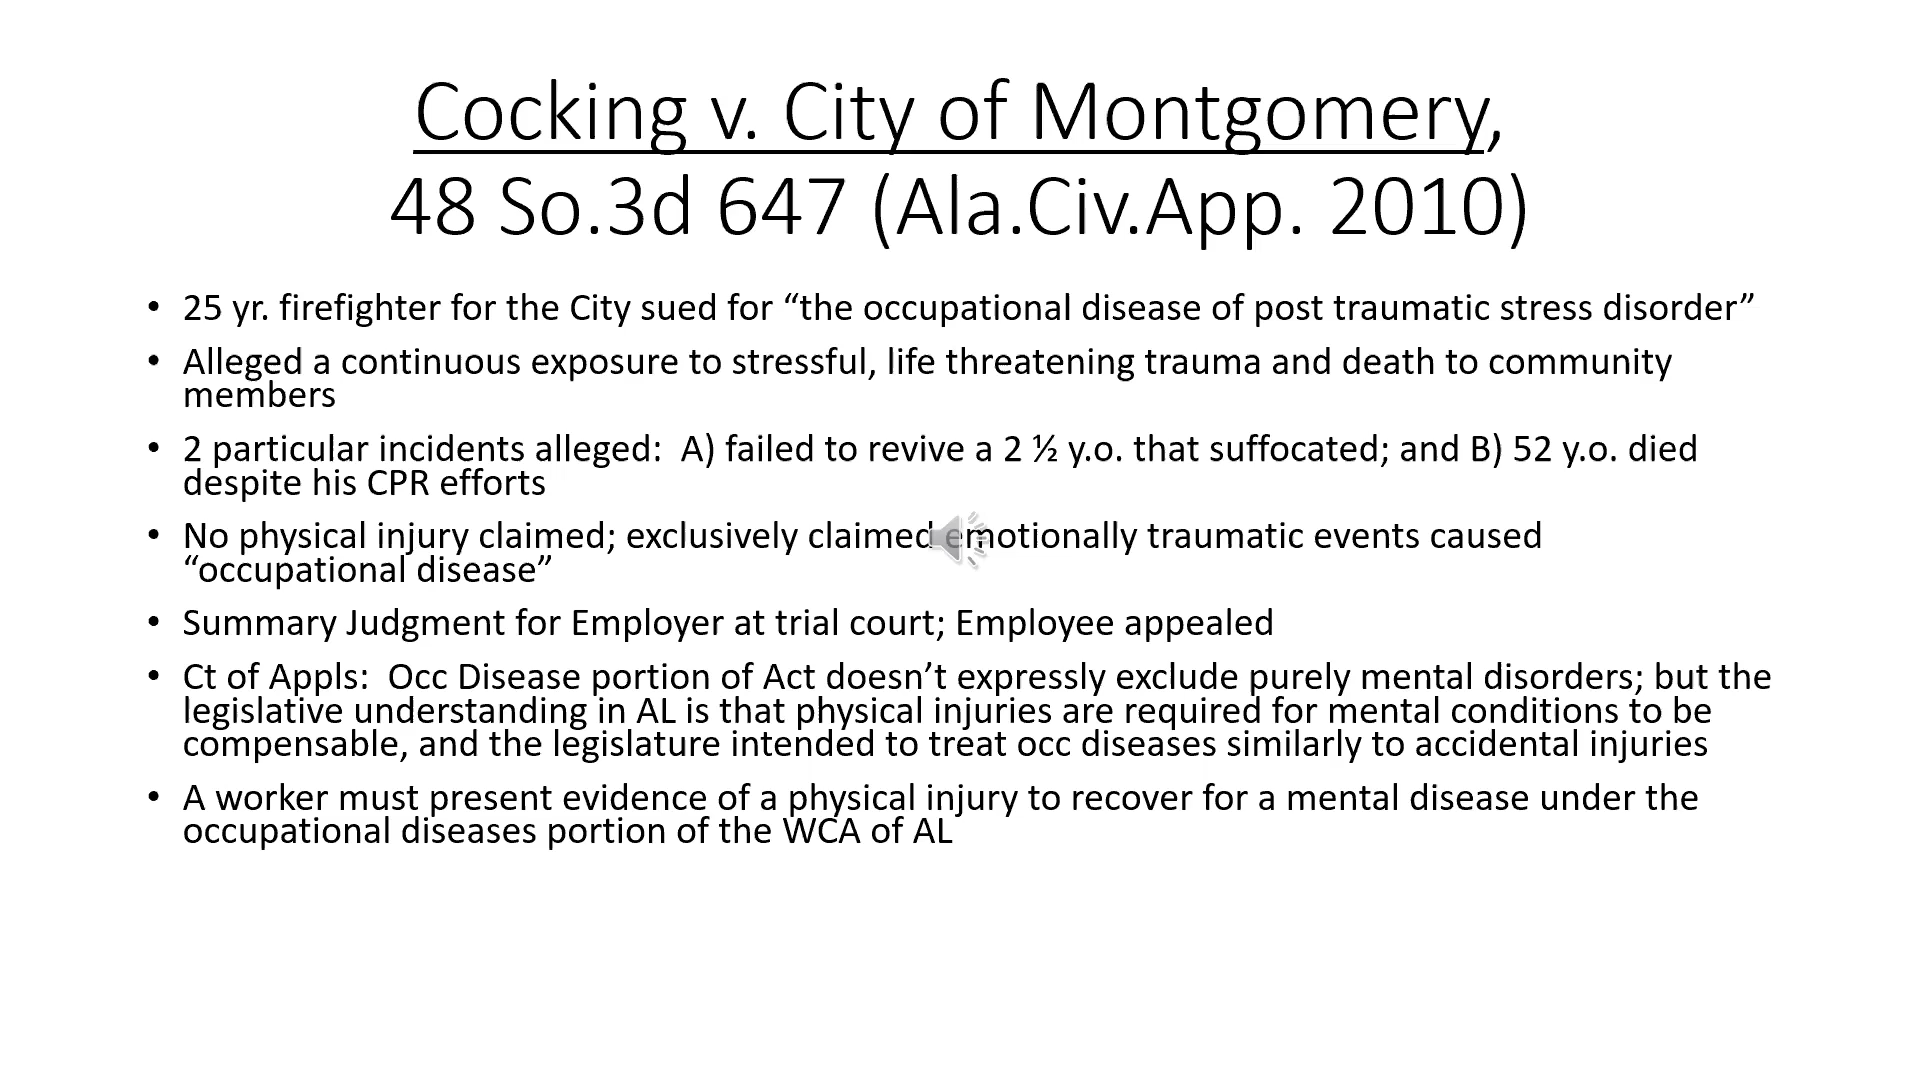 Cocking v. City of Montgomery,
48 So.3d 647 (Ala.Civ.App. 2010)
• 25 yr. firefighter for the City sued for “the occupational disease of post traumatic stress disorder”
• Alleged a continuous exposure to stressful, life threatening trauma and death to community
members
• 2 particular incidents alleged:  A) failed to revive a 2 ½ y.o. that suffocated; and B) 52 y.o. died
despite his CPR efforts
• No physical injury claimed; exclusively claimed emotionally traumatic events caused
“occupational disease”
• Summary Judgment for Employer at trial court; Employee appealed
• Ct of Appls:  Occ Disease portion of Act doesn’t expressly exclude purely mental disorders; but the
legislative understanding in AL is that physical injuries are required for mental conditions to be
compensable, and the legislature intended to treat occ diseases similarly to accidental injuries
• A worker must present evidence of a physical injury to recover for a mental disease under the
occupational diseases portion of the WCA of AL